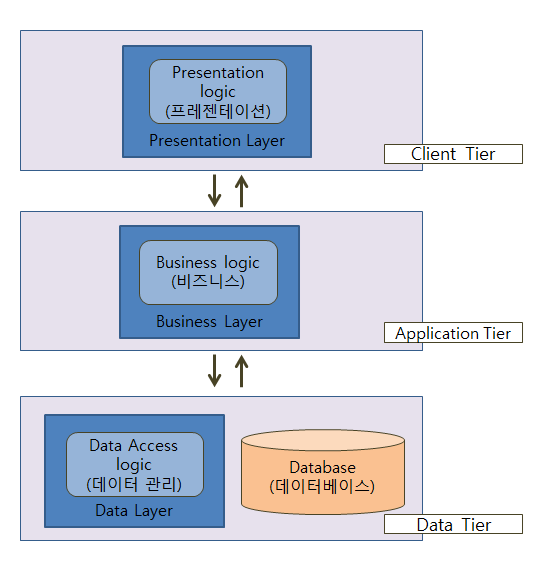 Presentation
logic
(프레젠테이션)
Presentation Layer
Client Tier
Business logic
(비즈니스)
Business Layer
Application Tier
Data Access
logic
(데이터 관리)
Data Layer
Database
(데이터베이스)
Data Tier